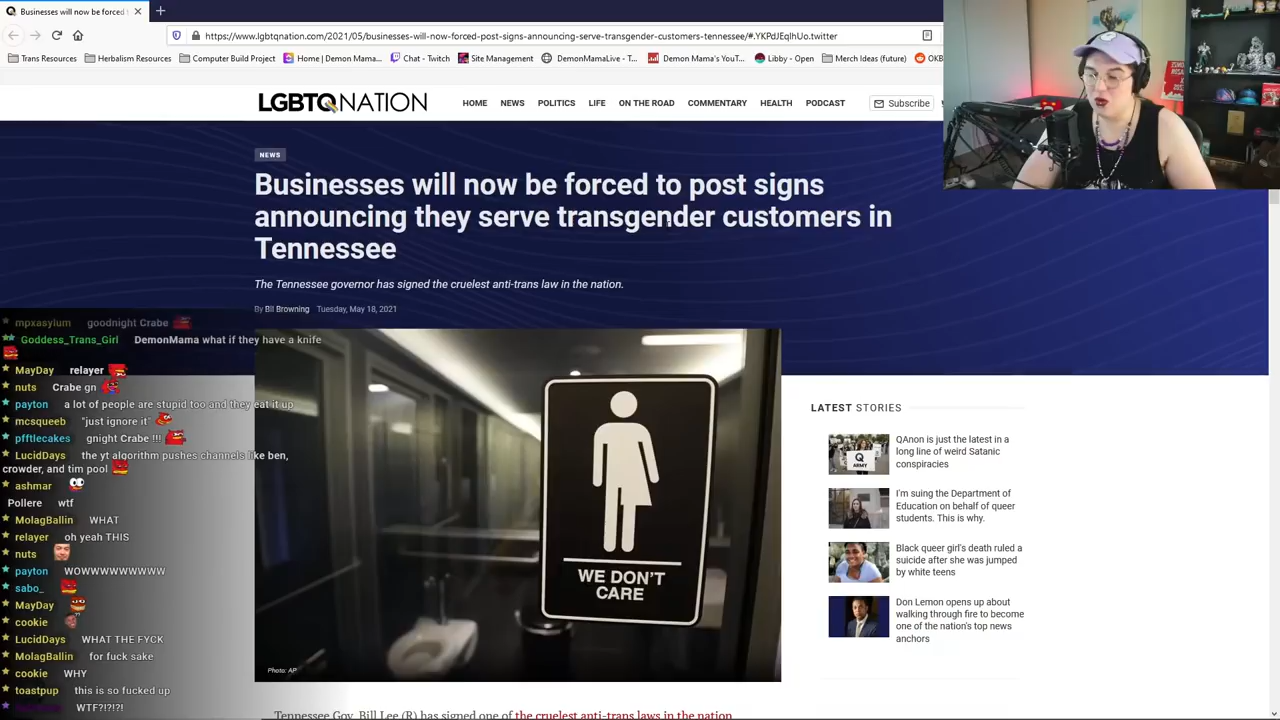 Businesses will now be forced t
https://www.lgbtqnation.com/2021/05/businesses-will-now-forced-post-signs-announcing-serve-transgender-customers-tennessee/#.YKPdJEqlhUo.twitter
Trans Resources Herbalism Resources Computer Build Project Home | Demon Mama... Chat - Twitch Site Management DemonMamaLive - T... Demon Mama's YouT... Libby - Open Merch Ideas (future) OKB
LGBTQNATION HOME NEWS POLITICS LIFE ON THE ROAD COMMENTARY HEALTH PODCAST Subscribe
NEWS
Businesses will now be forced to post signs
announcing they serve transgender customers in
Tennessee
The Tennessee governor has signed the cruelest anti-trans law in the nation.
By Bil Browning Tuesday, May 18, 2021
WE DON'T
CARE
Photo: AP
Tennessee Gov. Bill Lee (R) has signed one of the cruelest anti-trans laws in the nation
LATEST STORIES
QAnon is just the latest in a
long line of weird Satanic
conspiracies
I'm suing the Department of
Education on behalf of queer
students. This is why.
Black queer girl's death ruled a
suicide after she was jumped
by white teens
Don Lemon opens up about
walking through fire to become
one of the nation's top news
anchors
mpxasylum goodnight Crabe
Goddess_Trans_Girl DemonMama what if they have a knife
MayDay relayer
nuts Crabe gn
payton a lot of people are stupid too and they eat it up
mcsqueeb "just ignore it"
pfftlecakes gnight Crabe !!!
LucidDays the yt algorithm pushes channels like ben,
crowder, and tim pool
ashmar
Pollere wtf
MolagBallin WHAT
relayer oh yeah THIS
nuts
payton WOWWWWWWWWW
sabo_
MayDay
cookie
LucidDays WHAT THE FYCK
MolagBallin for fuck sake
cookie WHY
toastpup this is so fucked up
WTF?!?!?!